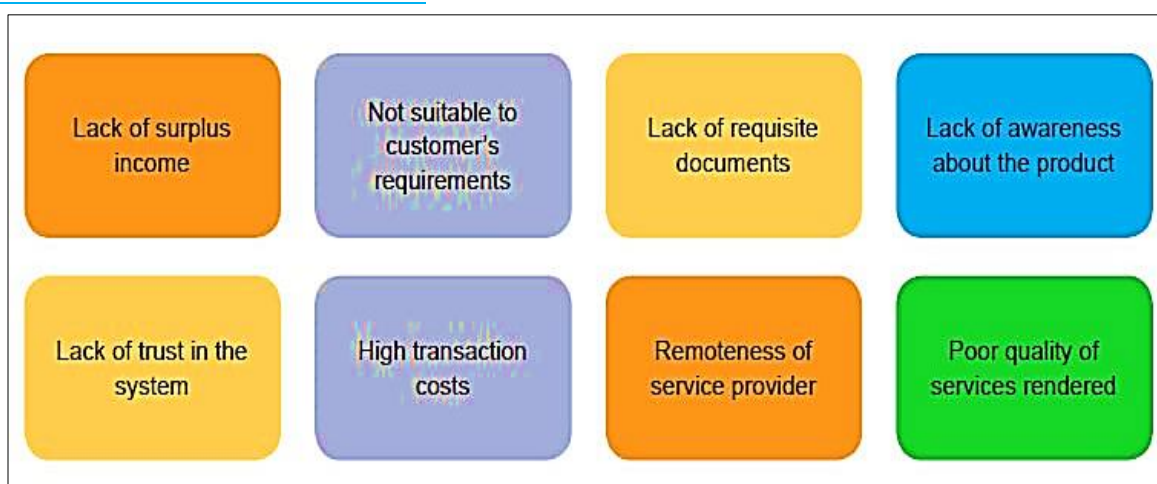 Lack of surplus
income
Not suitable to
customer's
requirements
Lack of requisite
documents
Lack of awareness
about the product
Lack of trust in the
system
High transaction
costs
Remoteness of
service provider
Poor quality of
services rendered